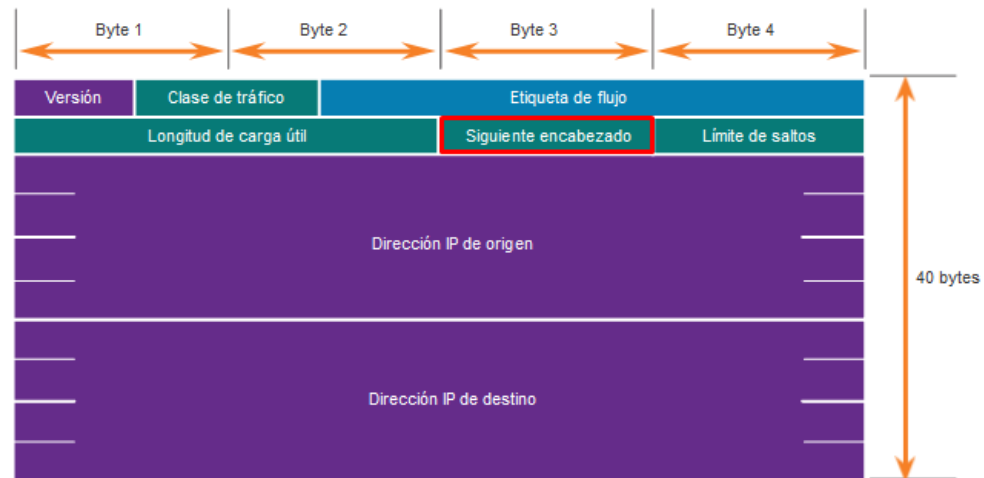 Byte 1
Byte 2
Byte 3
Byte 4
Versión
Clase de tráfico
Etiqueta de flujo
Longitud de carga útil
Siguiente encabezado
Límite de saltos
Dirección IP de origen
40 bytes
Dirección IP de destino